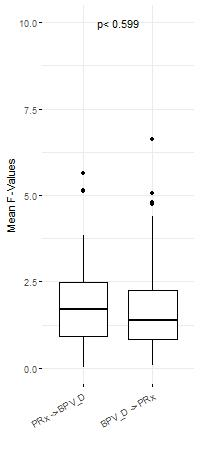 p< 0.599
10.0
7.5
5.0
2.5
0.0
Mean F-Values
PRx ->BPV_D
BPV_D ->PRx